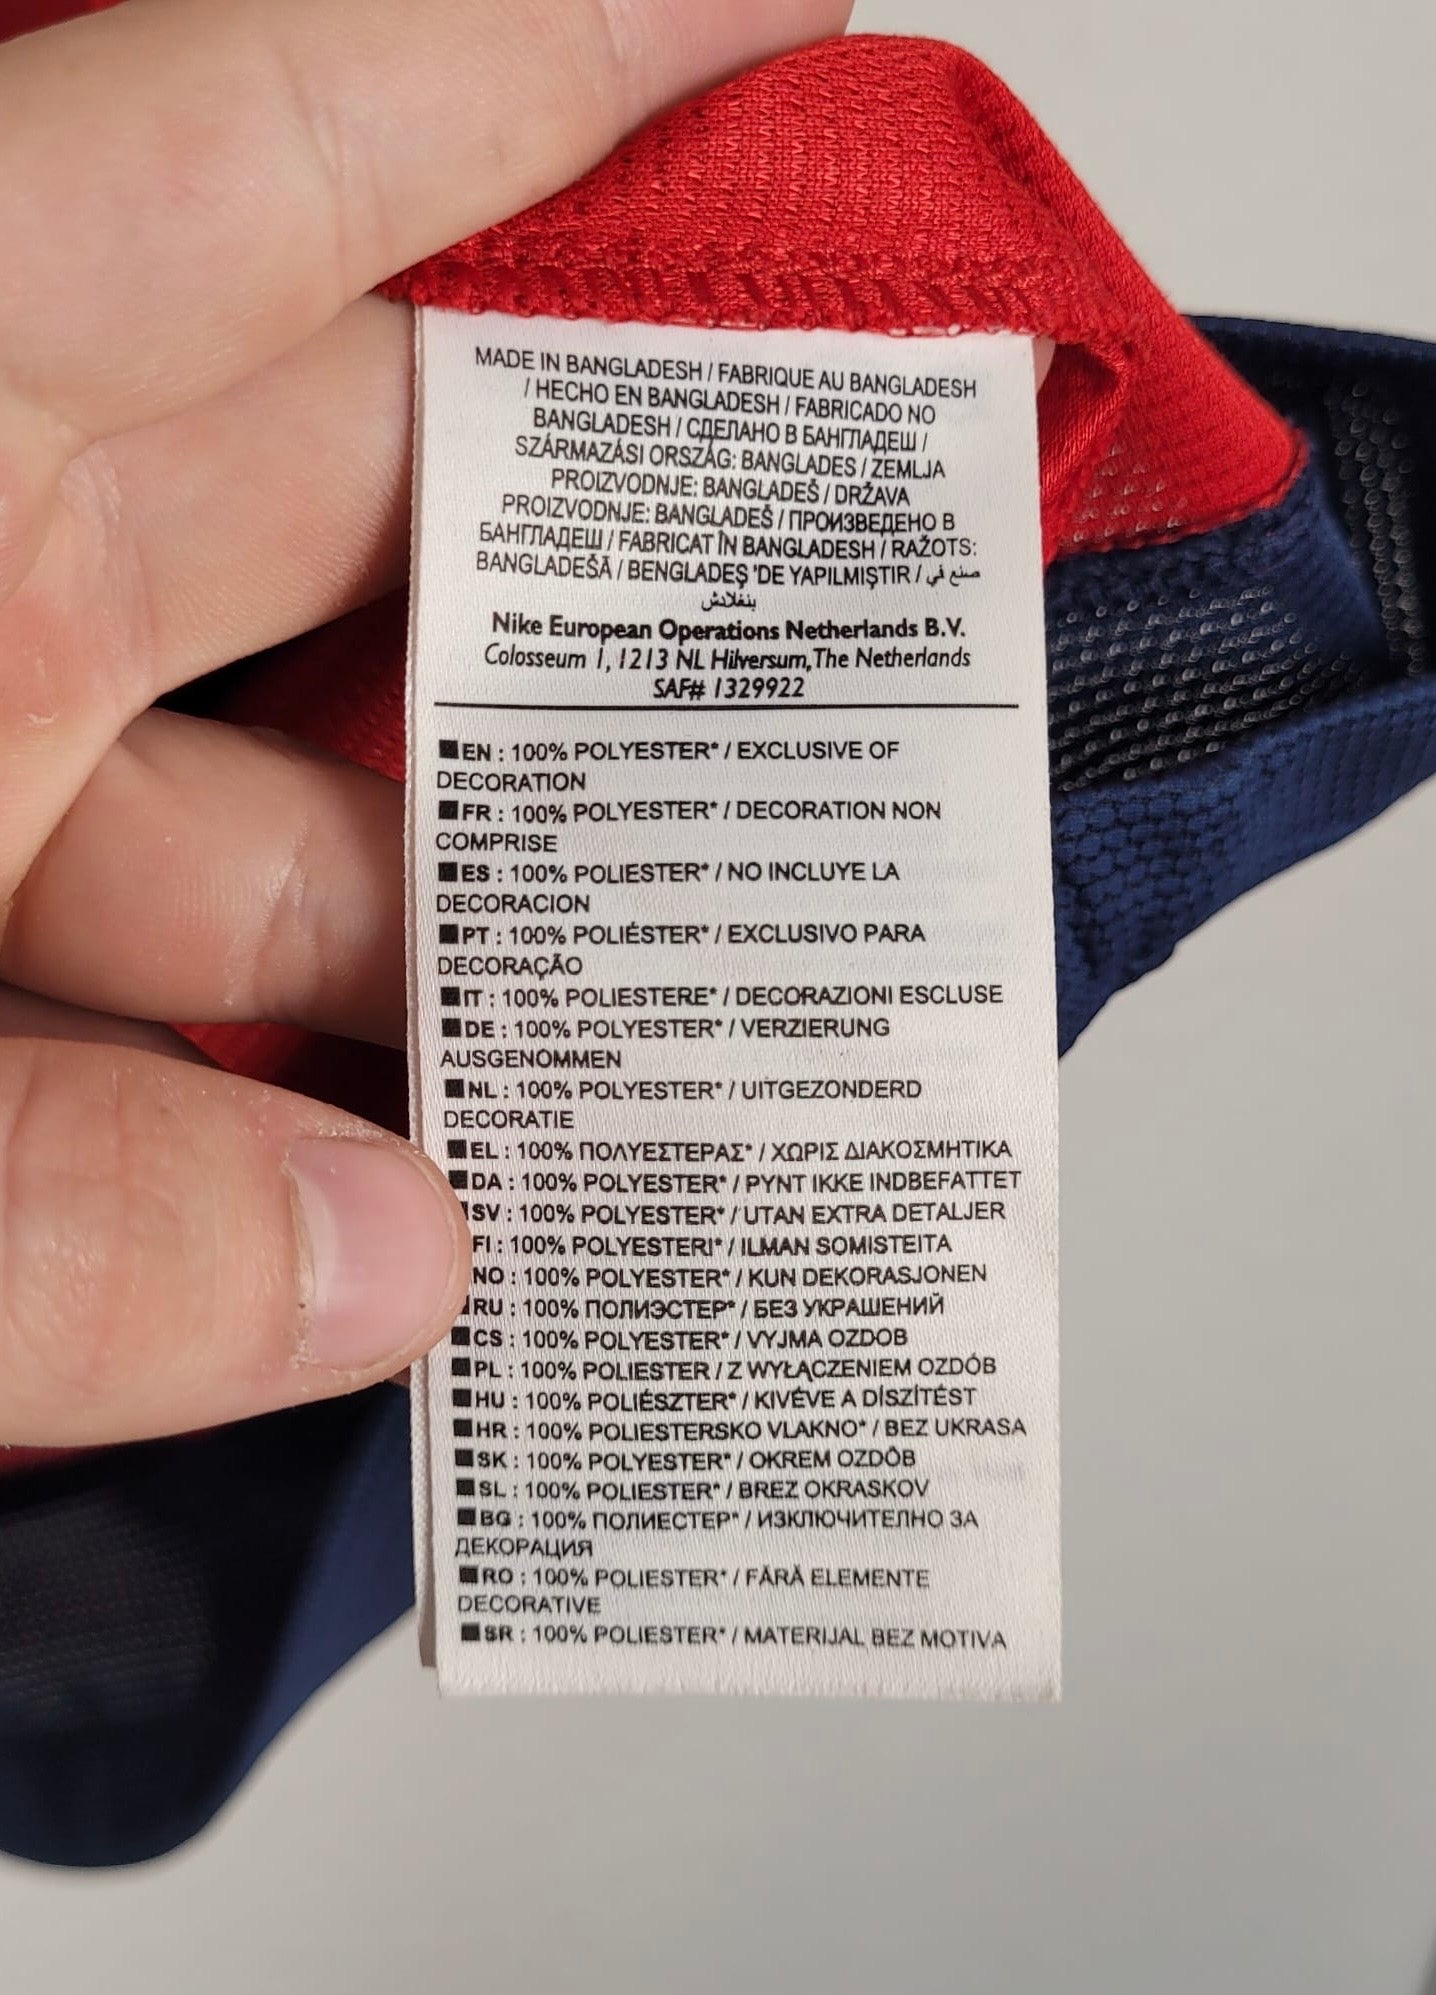 MADE IN BANGLADESH / FABRIQUE AU BANGLADESH
/ HECHO EN BANGLADESH / FABRICADO NO
BANGLADESH / СДЕЛАНО В БАНГЛАДЕШ /
SZÁRMAZÁSI ORSZÁG: BANGLADES / ZEMLJA
PROIZVODNJE: BANGLADEŠ / DRŽAVA
PROIZVODNJE: BANGLADEŠ / ПРОИЗВЕДЕНО В
БАНГЛАДЕШ / FABRICAT ÎN BANGLADESH / RAŽOTS:
BANGLADEŠĀ / BENGLADEŞ 'DE YAPILMIŞTIR / صنع في
بنغلادش
Nike European Operations Netherlands B.V.
Colosseum 1, 1213 NL Hilversum, The Netherlands
SAF# 1329922
EN : 100% POLYESTER* / EXCLUSIVE OF
DECORATION
FR : 100% POLYESTER* / DECORATION NON
COMPRISE
ES : 100% POLIESTER* / NO INCLUYE LA
DECORACION
PT : 100% POLIÉSTER* / EXCLUSIVO PARA
DECORAÇÃO
IT : 100% POLIESTERE* / DECORAZIONI ESCLUSE
DE : 100% POLYESTER* / VERZIERUNG
AUSGENOMMEN
NL : 100% POLYESTER* / UITGEZONDERD
DECORATIE
EL : 100% ΠΟΛΥΕΣΤΕΡΑΣ* / ΧΩΡΙΣ ΔΙΑΚΟΣΜΗΤΙΚΑ
DA : 100% POLYESTER* / PYNT IKKE INDBEFATTET
SV : 100% POLYESTER* / UTAN EXTRA DETALJER
FI : 100% POLYESTERI* / ILMAN SOMISTEITA
NO : 100% POLYESTER* / KUN DEKORASJONEN
RU : 100% ПОЛИЭСТЕР* / БЕЗ УКРАШЕНИЙ
CS : 100% POLYESTER* / VYJMA OZDOB
PL : 100% POLIESTER / Z WYŁĄCZENIEM OZDÓB
HU : 100% POLIÉSZTER* / KIVÉVE A DÍSZÍTÉST
HR : 100% POLIESTERSKO VLAKNO* / BEZ UKRASA
SK : 100% POLYESTER* / OKREM OZDÔB
SL : 100% POLIESTER* / BREZ OKRASKOV
BG : 100% ПОЛИЕСТЕР* / ИЗКЛЮЧИТЕЛНО ЗА
ДЕКОРАЦИЯ
RO : 100% POLIESTER* / FĂRĂ ELEMENTE
DECORATIVE
SR : 100% POLIESTER* / MATERIJAL BEZ MOTIVA